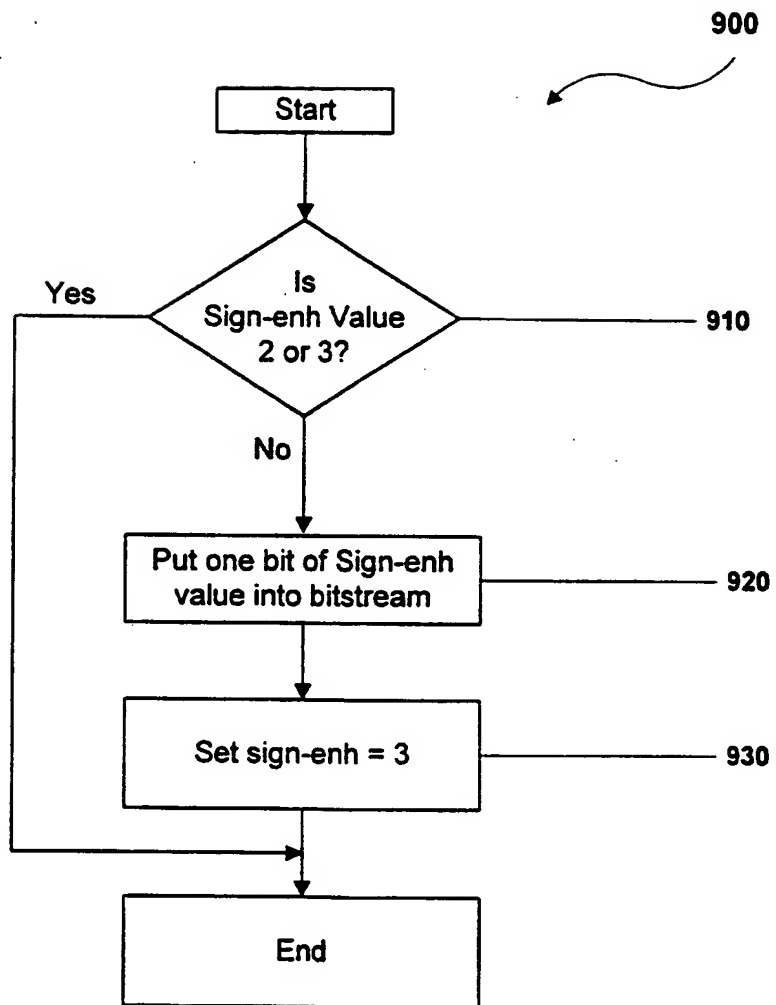 900
Start
Is
Sign-enh Value
2 or 3?
Yes
910
No
Put one bit of Sign-enh
value into bitstream
920
Set sign-enh = 3
930
End